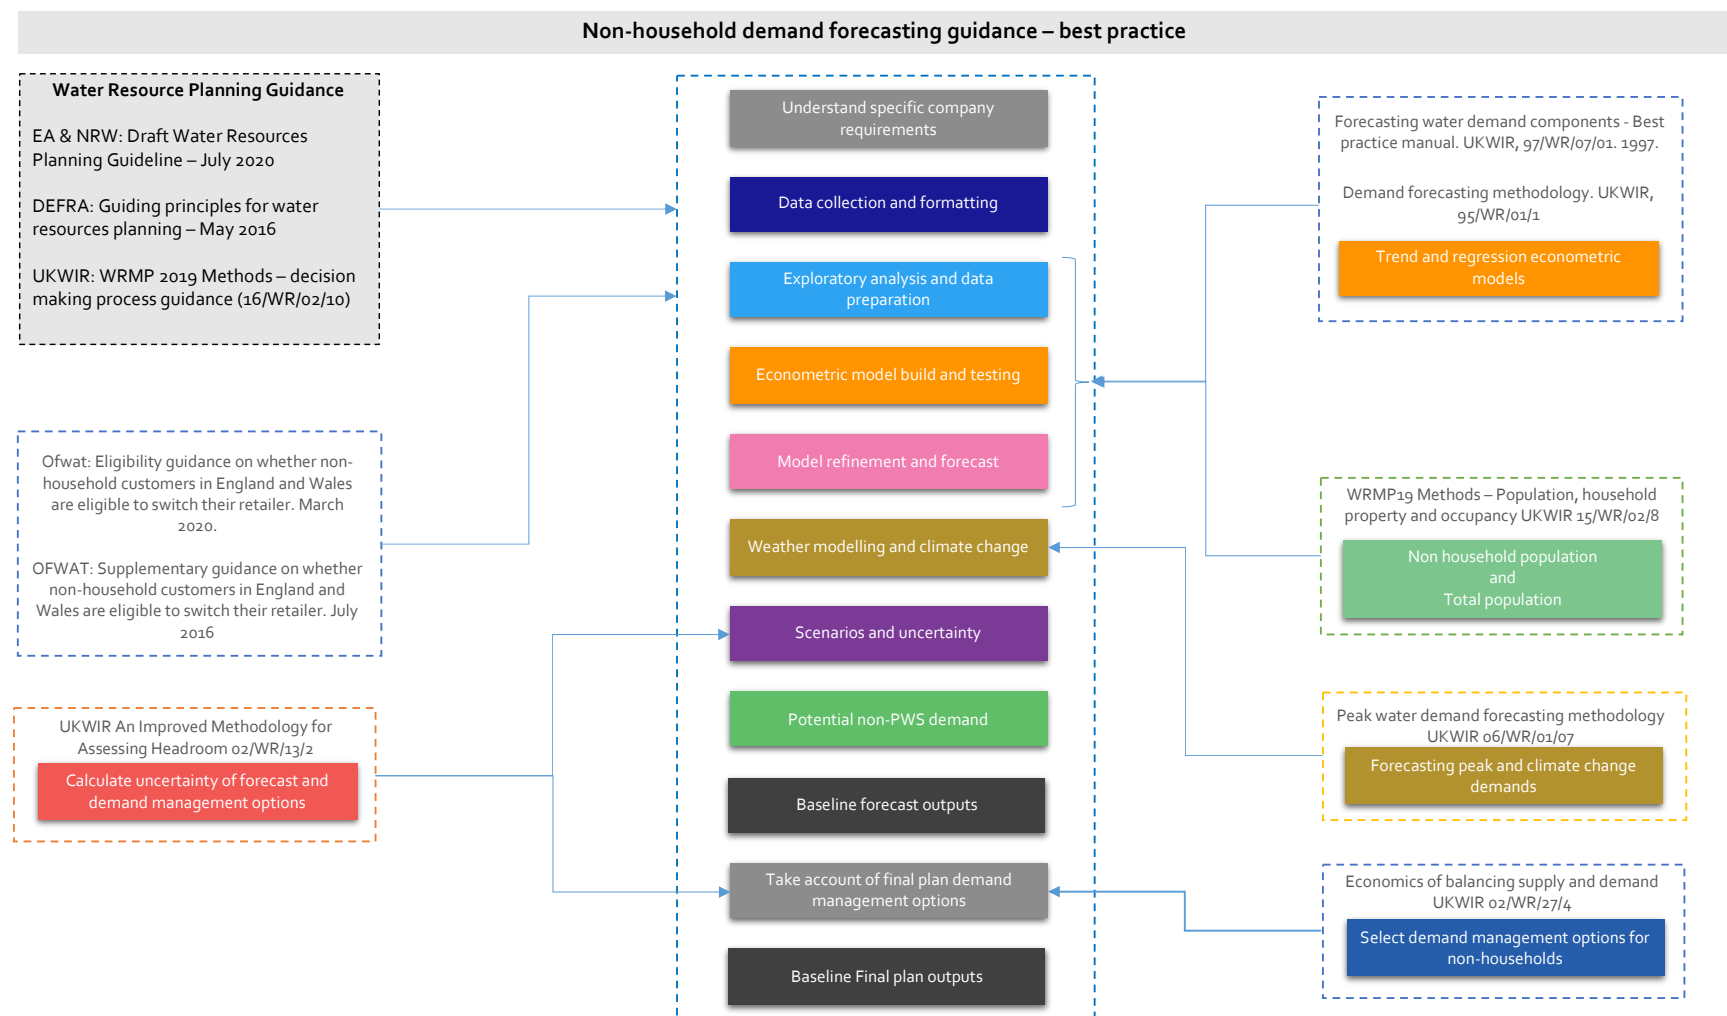 Non-household demand forecasting guidance – best practice
Water Resource Planning Guidance
EA & NRW: Draft Water Resources
Planning Guideline – July 2020
DEFRA: Guiding principles for water
resources planning – May 2016
UKWIR: WRMP 2019 Methods – decision
making process guidance (16/WR/02/10)
Ofwat: Eligibility guidance on whether non-
household customers in England and Wales
are eligible to switch their retailer. March
2020.
OFWAT: Supplementary guidance on whether
non-household customers in England and
Wales are eligible to switch their retailer. July
2016
UKWIR An Improved Methodology for
Assessing Headroom 02/WR/13/2
Calculate uncertainty of forecast and
demand management options
Understand specific company
requirements
Data collection and formatting
Exploratory analysis and data
preparation
Econometric model build and testing
Model refinement and forecast
Weather modelling and climate change
Scenarios and uncertainty
Potential non-PWS demand
Baseline forecast outputs
Take account of final plan demand
management options
Baseline Final plan outputs
Forecasting water demand components - Best
practice manual. UKWIR, 97/WR/07/01. 1997.
Demand forecasting methodology. UKWIR,
95/WR/01/1
Trend and regression econometric
models
WRMP19 Methods – Population, household
property and occupancy UKWIR 15/WR/02/8
Non household population
and
Total population
Peak water demand forecasting methodology
UKWIR 06/WR/01/07
Forecasting peak and climate change
demands
Economics of balancing supply and demand
UKWIR 02/WR/27/4
Select demand management options for
non-households